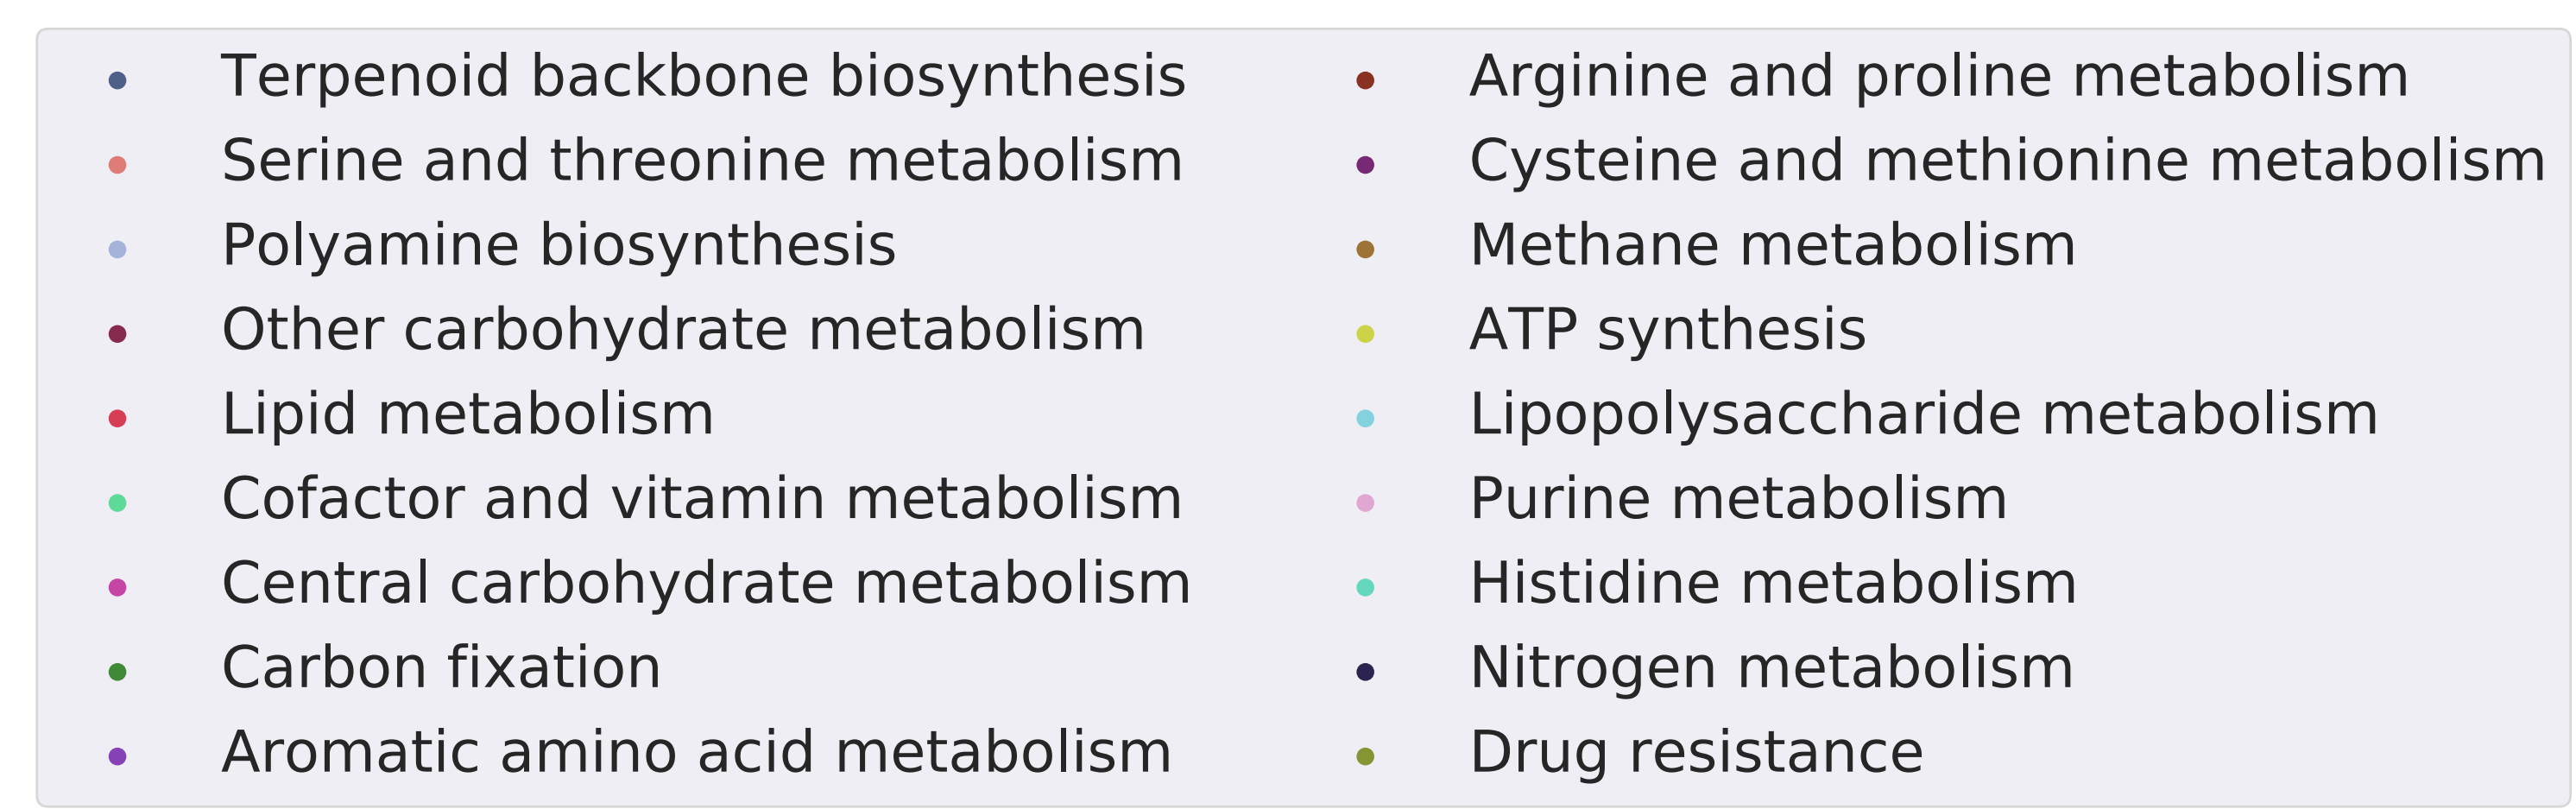 Terpenoid backbone biosynthesis
Serine and threonine metabolism
Polyamine biosynthesis
Other carbohydrate metabolism
Lipid metabolism
Cofactor and vitamin metabolism
Central carbohydrate metabolism
Carbon fixation
Aromatic amino acid metabolism
Arginine and proline metabolism
Cysteine and methionine metabolism
Methane metabolism
ATP synthesis
Lipopolysaccharide metabolism
Purine metabolism
Histidine metabolism
Nitrogen metabolism
Drug resistance